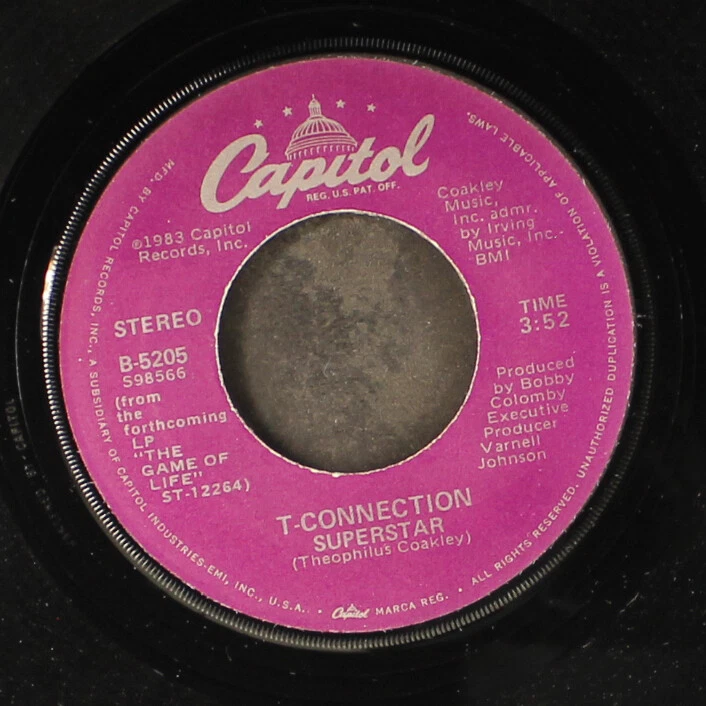 Capitol
REG. U.S. PAT. OFF.
℗1983 Capitol
Records, Inc.
Coakley
Music,
Inc. admr.
by Irving
Music, Inc.-
BMI
STEREO
B-5205
S98566
(from
the
forthcoming
LP
"THE
GAME OF
LIFE"
ST-12264)
TIME
3:52
Produced
by Bobby
Colomby
Executive
Producer
Varnell
Johnson
T-CONNECTION
SUPERSTAR
(Theophilus Coakley)
MFD. BY CAPITOL RECORDS, INC., A SUBSIDIARY OF CAPITOL INDUSTRIES-EMI, INC., U.S.A. • Capitol MARCA REG. • ALL RIGHTS RESERVED. UNAUTHORIZED DUPLICATION IS A VIOLATION OF APPLICABLE LAWS.
BY CAPITOL